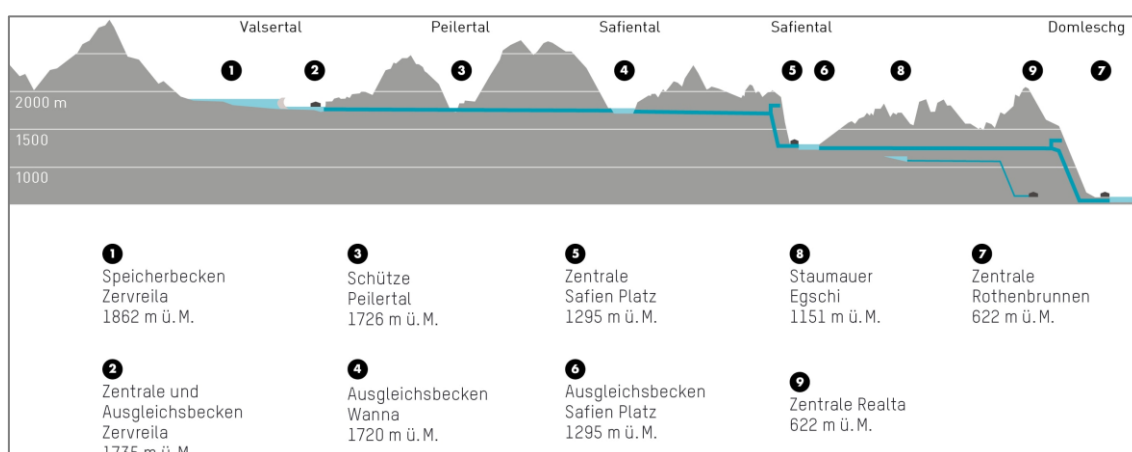 Valsertal Peilertal Safiental Safiental Domleschg
1 2 3 4 5 6 8 9 7
2000 m
1500
1000
1
Speicherbecken
Zervreila
1862 m ü.M.
3
Schütze
Peilertal
1726 m ü.M.
5
Zentrale
Safien Platz
1295 m ü.M.
8
Staumauer
Egschi
1151 m ü.M.
7
Zentrale
Rothenbrunnen
622 m ü.M.
2
Zentrale und
Ausgleichsbecken
Zervreila
1735 m ü.M.
4
Ausgleichsbecken
Wanna
1720 m ü.M.
6
Ausgleichsbecken
Safien Platz
1295 m ü.M.
9
Zentrale Realta
622 m ü.M.